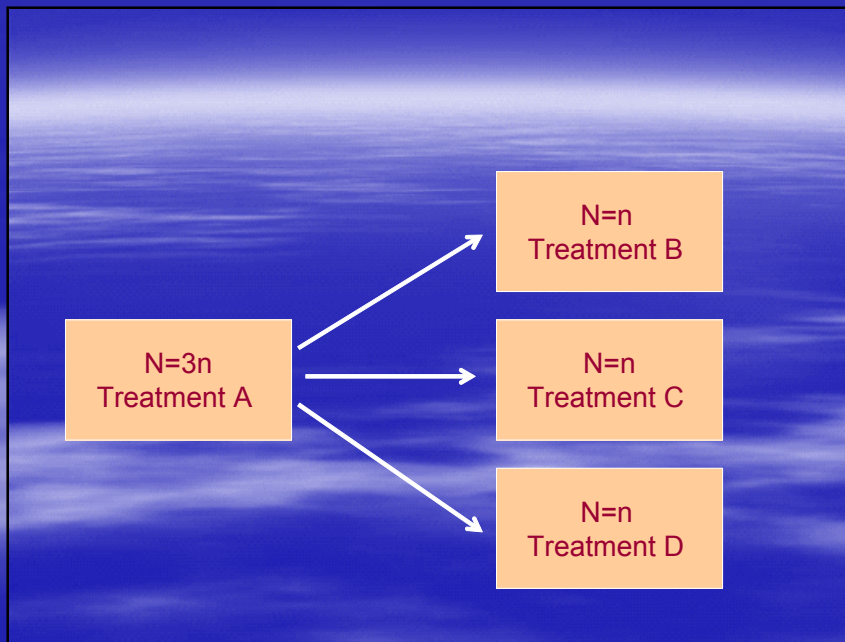 N=n
Treatment B
N=3n
Treatment A
N=n
Treatment C
N=n
Treatment D